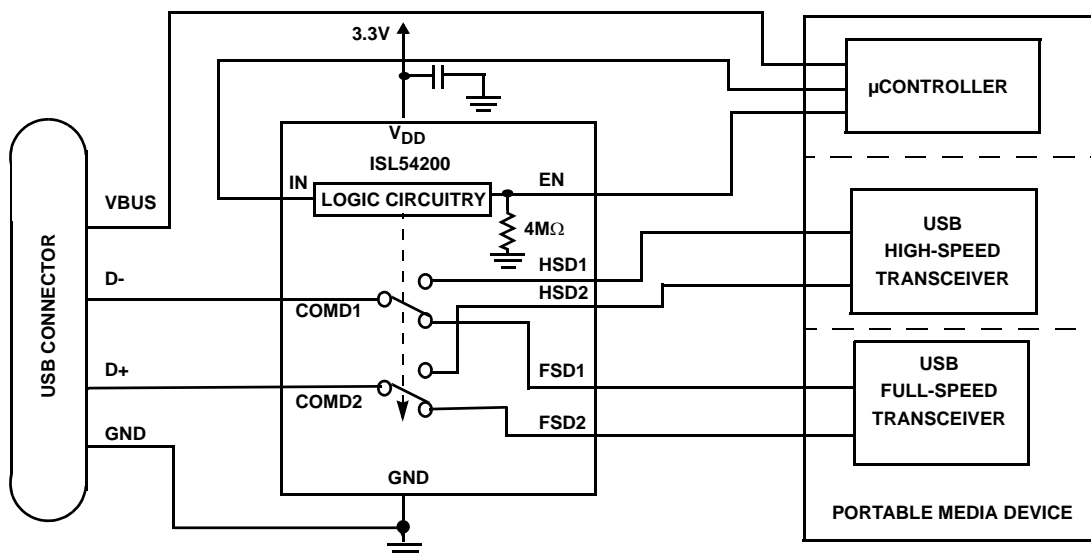 3.3V
µCONTROLLER
VDD
ISL54200
IN
LOGIC CIRCUITRY
EN
4MΩ
VBUS
USB CONNECTOR
D-
COMD1
HSD1
HSD2
USB
HIGH-SPEED
TRANSCEIVER
D+
COMD2
FSD1
FSD2
USB
FULL-SPEED
TRANSCEIVER
GND
GND
PORTABLE MEDIA DEVICE